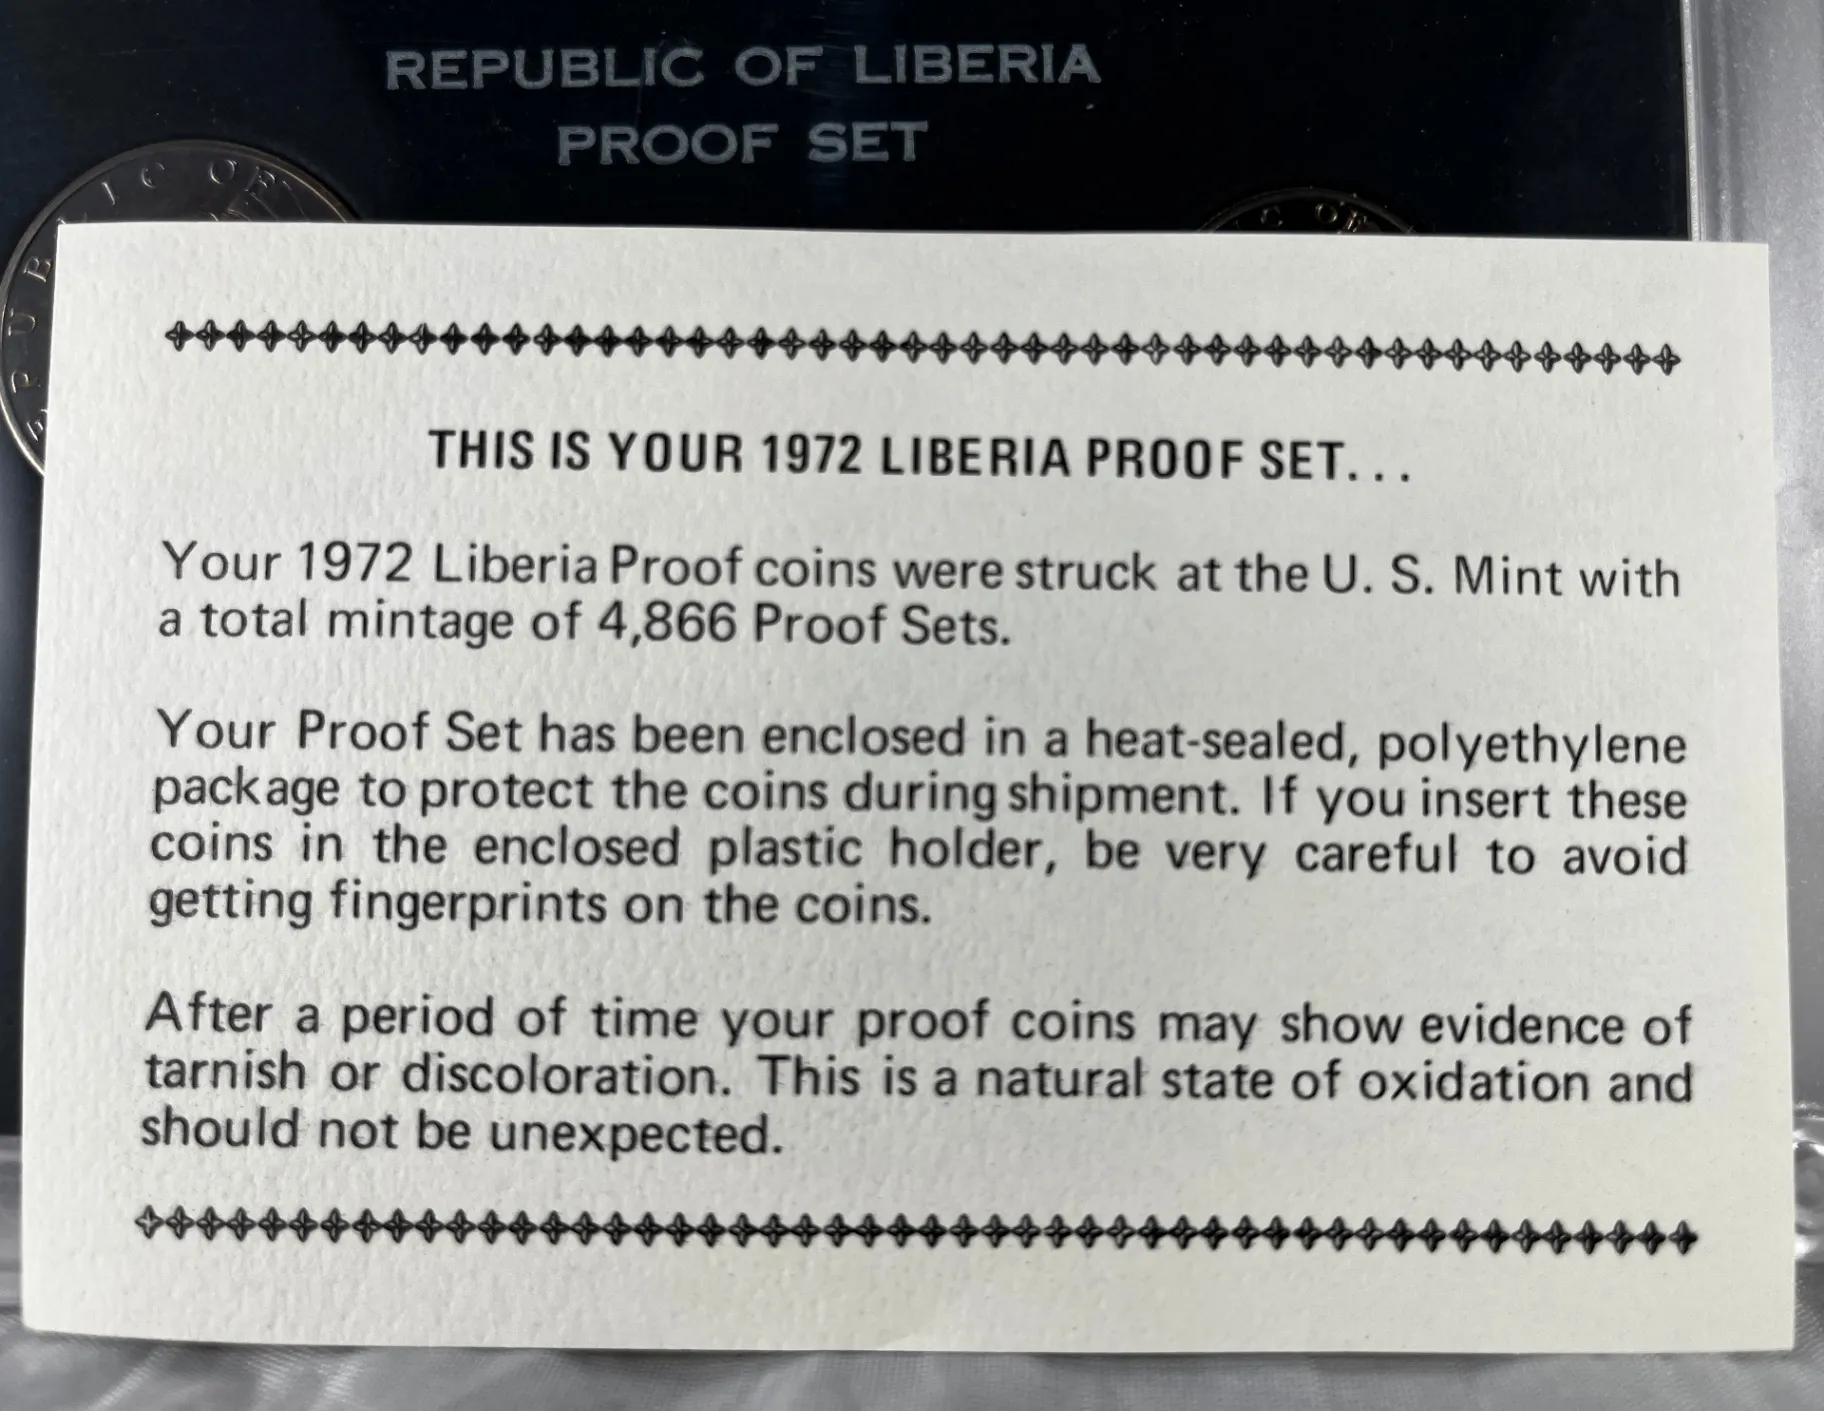 REPUBLIC OF LIBERIA
PROOF SET
EPUBLIC OF
C OF
THIS IS YOUR 1972 LIBERIA PROOF SET...
Your 1972 Liberia Proof coins were struck at the U. S. Mint with
a total mintage of 4,866 Proof Sets.
Your Proof Set has been enclosed in a heat-sealed, polyethylene
package to protect the coins during shipment. If you insert these
coins in the enclosed plastic holder, be very careful to avoid
getting fingerprints on the coins.
After a period of time your proof coins may show evidence of
tarnish or discoloration. This is a natural state of oxidation and
should not be unexpected.